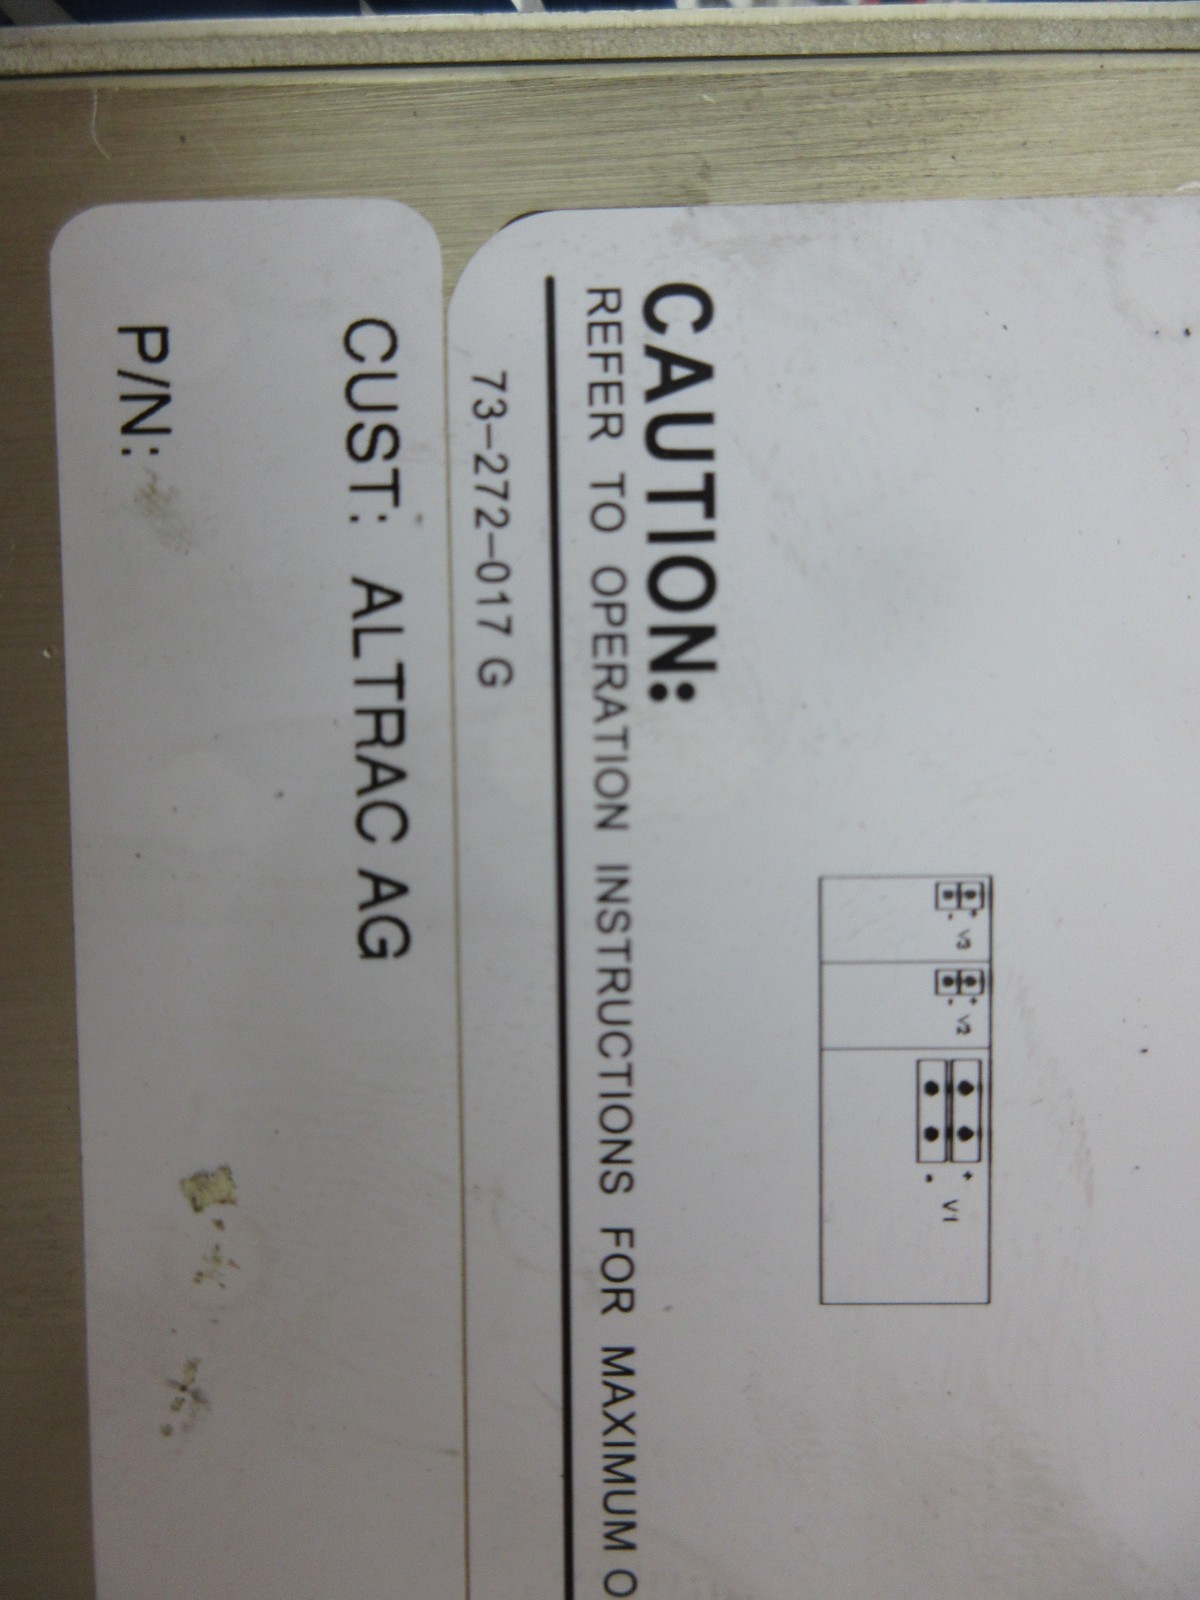 V3
V2
+
V1
CAUTION:
REFER TO OPERATION INSTRUCTIONS FOR MAXIMUM O
73-272-017 G
CUST: ALTRAC AG
P/N: